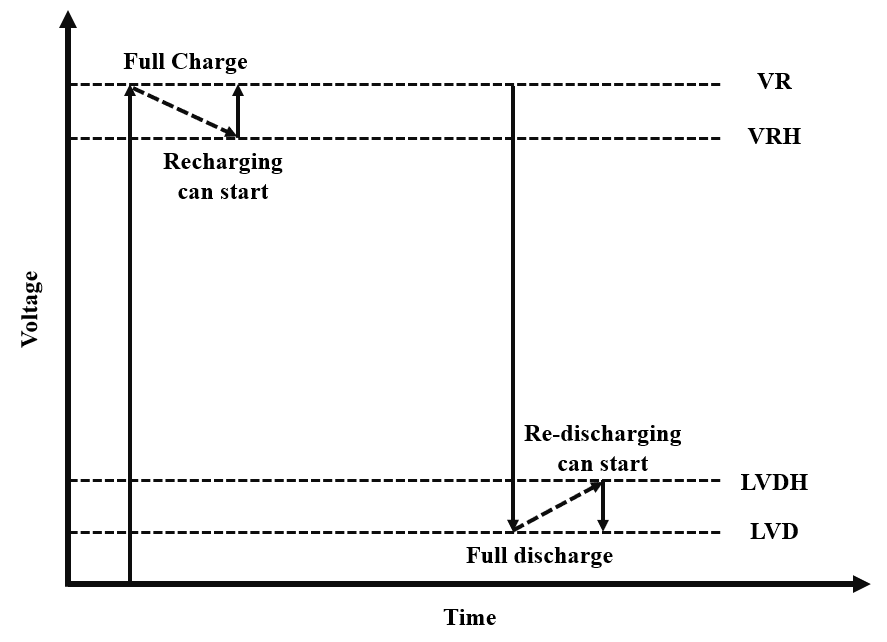 Full Charge
VR
VRH
Recharging
can start
Voltage
Re-discharging
can start
LVDH
LVD
Full discharge
Time